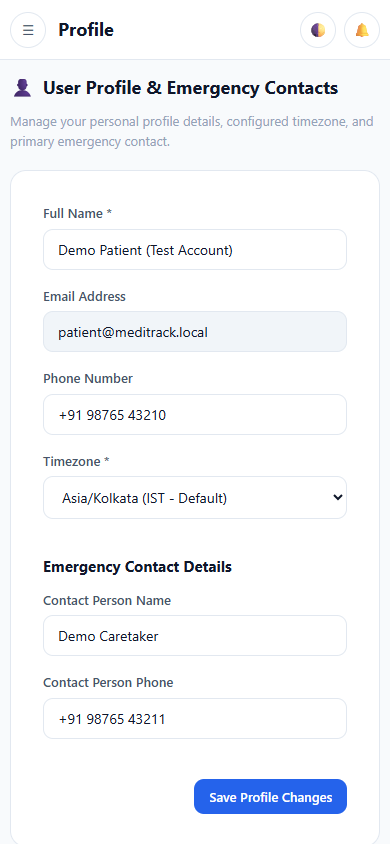 Profile
User Profile & Emergency Contacts
Manage your personal profile details, configured timezone, and
primary emergency contact.
Full Name *
Demo Patient (Test Account)
Email Address
patient@meditrack.local
Phone Number
+91 98765 43210
Timezone *
Asia/Kolkata (IST - Default)
Emergency Contact Details
Contact Person Name
Demo Caretaker
Contact Person Phone
+91 98765 43211
Save Profile Changes